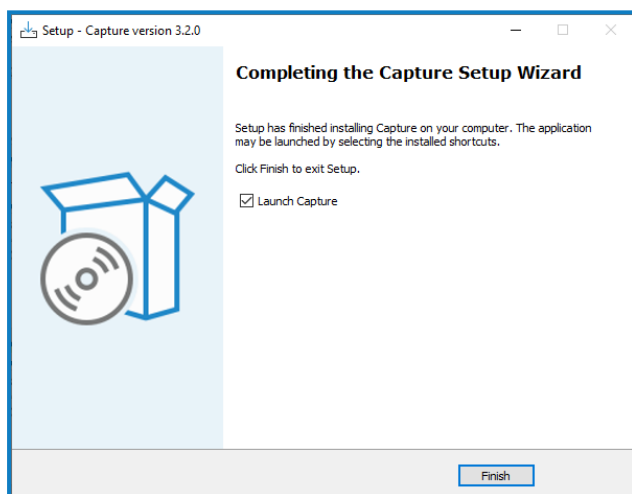 Setup - Capture version 3.2.0
Completing the Capture Setup Wizard
Setup has finished installing Capture on your computer. The application
may be launched by selecting the installed shortcuts.
Click Finish to exit Setup.
Launch Capture
Finish